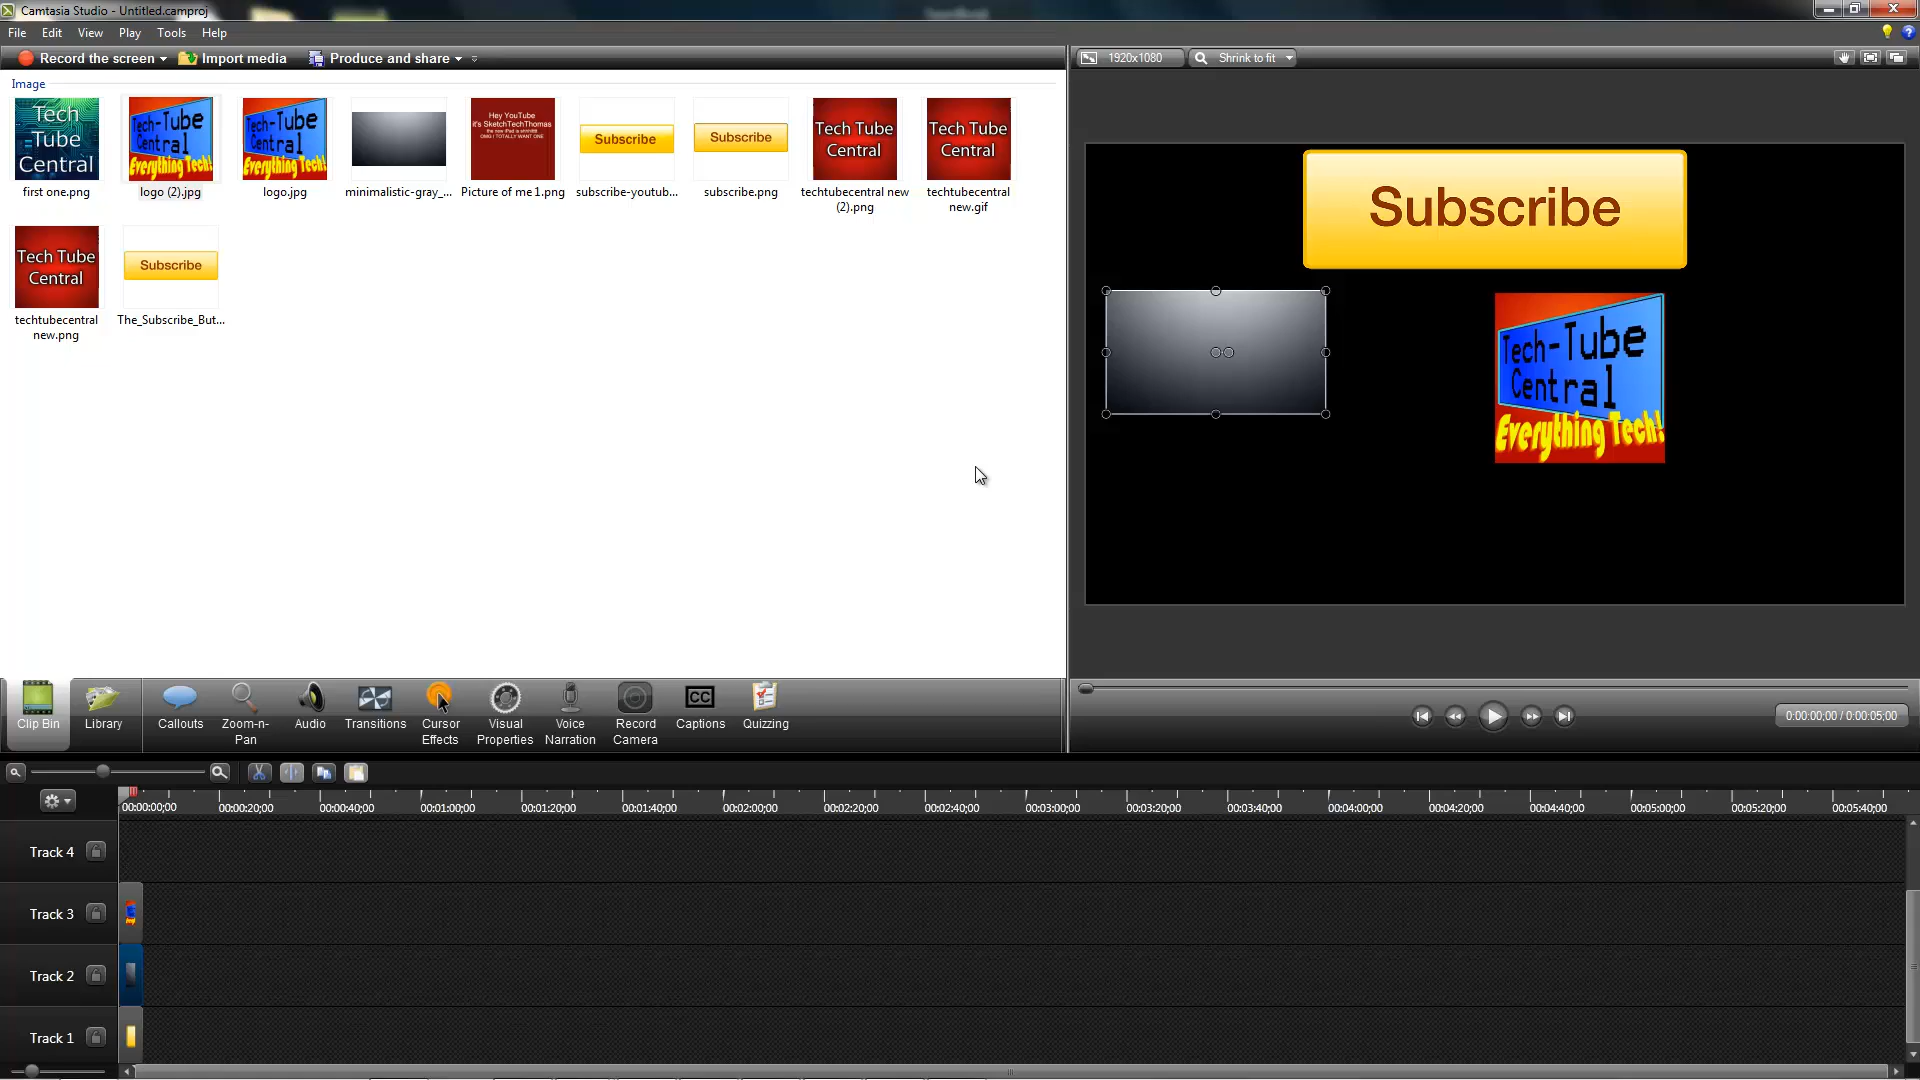 Camtasia Studio - Untitled.camproj
File Edit View Play Tools Help
Record the screen Import media Produce and share
1920x1080 Shrink to fit
Image
Tech
Tube
Central
Tech-Tube
Central
Everything Tech!
Tech-Tube
Central
Everything Tech!
Hey YouTube
it's SketchTechThomas
Subscribe
Subscribe
Tech Tube
Central
Tech Tube
Central
first one.png
logo (2).jpg
logo.jpg
minimalistic-gray_...
Picture of me 1.png
subscribe-youtub...
subscribe.png
techtubecentral new
(2).png
techtubecentral
new.gif
Tech Tube
Central
Subscribe
techtubecentral
new.png
The_Subscribe_But...
Subscribe
Tech-Tube
Central
Everything Tech!
Clip Bin
Library
Callouts
Zoom-n-
Pan
Audio
Transitions
Cursor
Effects
Visual
Properties
Voice
Narration
Record
Camera
CC
Captions
Quizzing
0:00:00;00 / 0:00:05;00
00:00:00;00 00:00:20;00 00:00:40;00 00:01:00;00 00:01:20;00 00:01:40;00 00:02:00;00 00:02:20;00 00:02:40;00 00:03:00;00 00:03:20;00 00:03:40;00 00:04:00;00 00:04:20;00 00:04:40;00 00:05:00;00 00:05:20;00 00:05:40;00
Track 4
Track 3
Track 2
Track 1